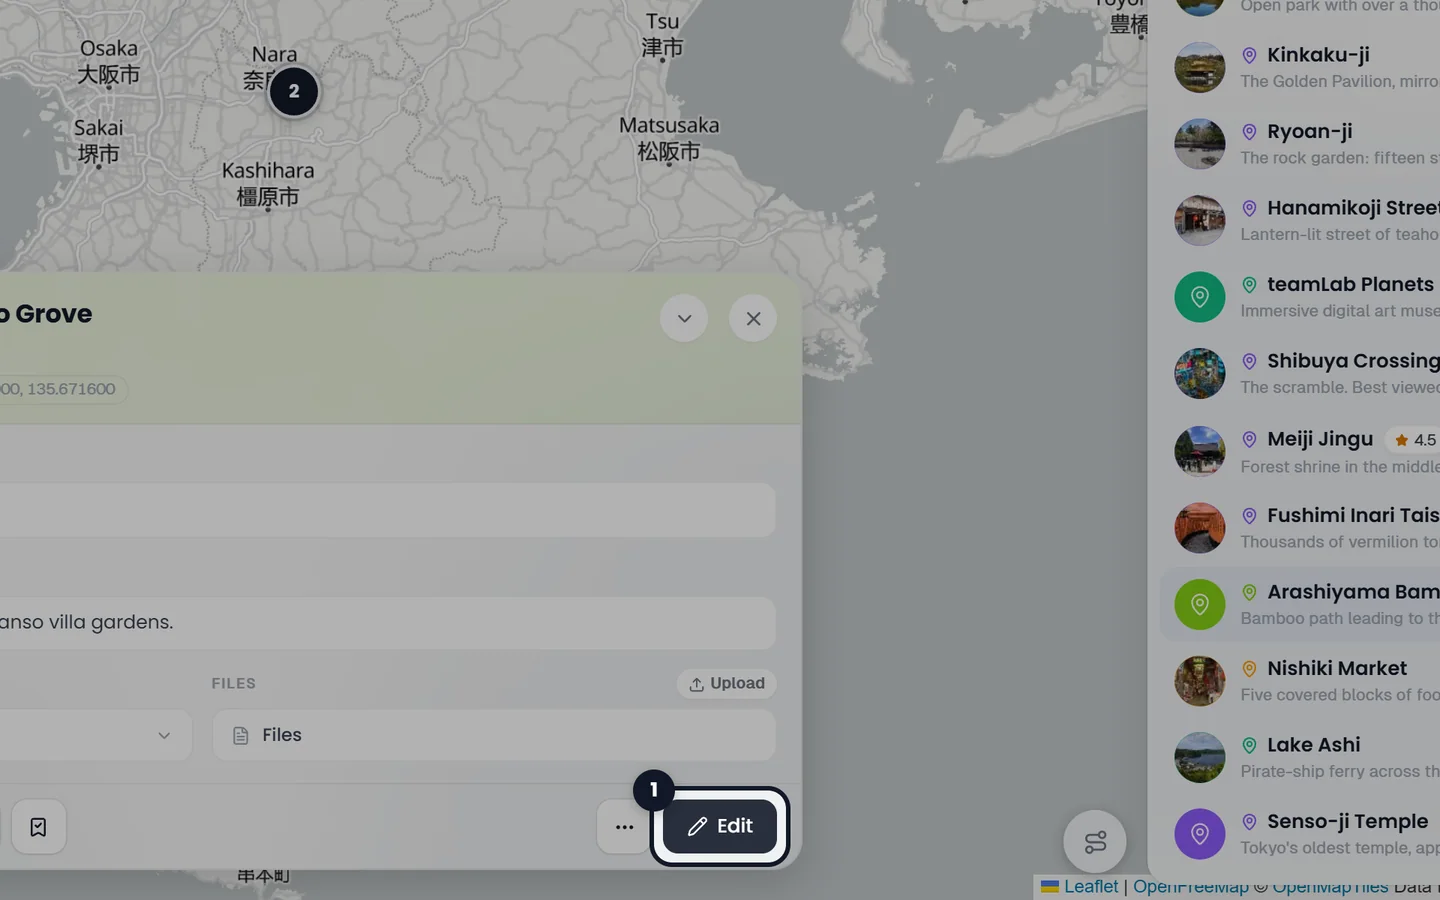 Osaka
大阪市
Nara
2
Sakai
堺市
Kashihara
橿原市
Tsu
津市
Matsusaka
松阪市
豊橋
o Grove
00, 135.671600
anso villa gardens.
FILES
Upload
Files
1
Edit
串本町
Open park with over a thou
Kinkaku-ji
The Golden Pavilion, mirro
Ryoan-ji
The rock garden: fifteen s
Hanamikoji Street
Lantern-lit street of teaho
teamLab Planets
Immersive digital art muse
Shibuya Crossing
The scramble. Best viewed
Meiji Jingu
4.5
Forest shrine in the middle
Fushimi Inari Tais
Thousands of vermilion to
Arashiyama Bam
Bamboo path leading to th
Nishiki Market
Five covered blocks of foo
Lake Ashi
Pirate-ship ferry across th
Senso-ji Temple
Tokyo's oldest temple, app
Leaflet | OpenFreeMap © OpenMapTiles Data